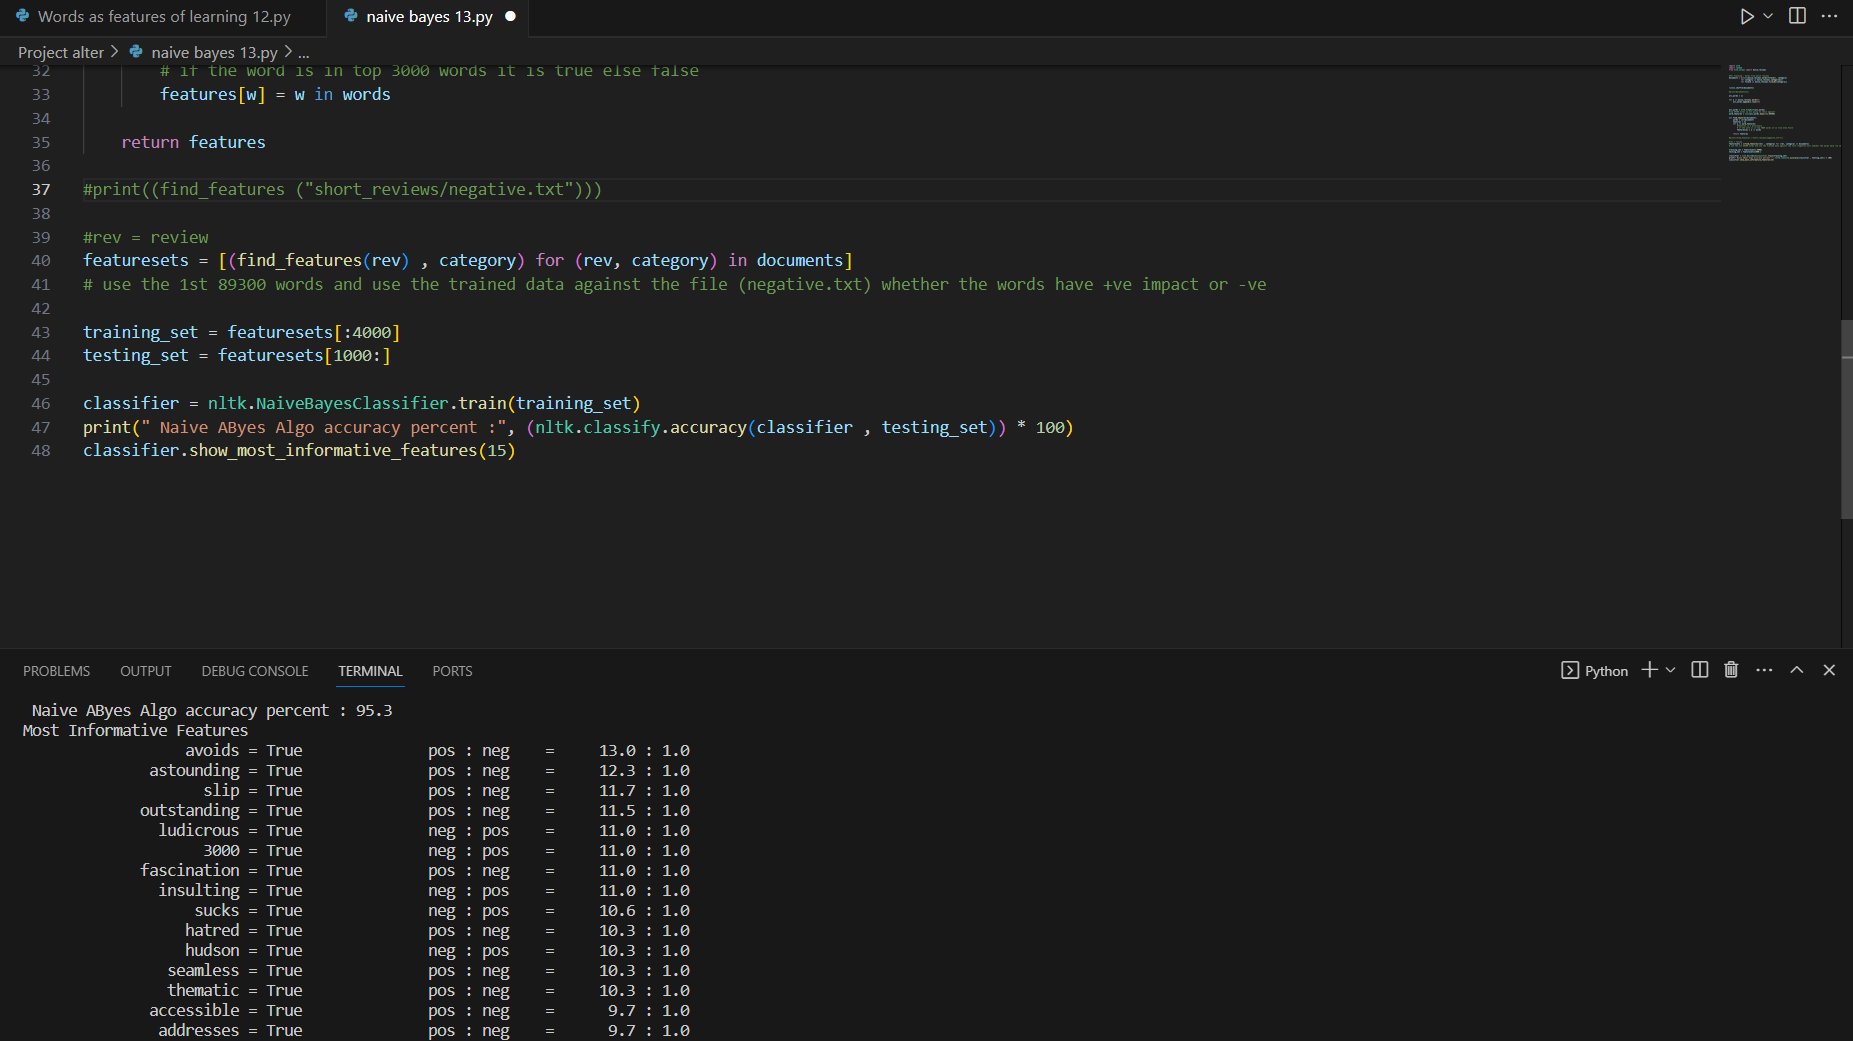 Words as features of learning 12.py
naive bayes 13.py
Project alter > naive bayes 13.py > ...
32 # if the word is in top 3000 words it is true else false
33 features[w] = w in words
34
35 return features
36
37 #print((find_features ("short_reviews/negative.txt")))
38
39 #rev = review
40 featuresets = [(find_features(rev) , category) for (rev, category) in documents]
41 # use the 1st 89300 words and use the trained data against the file (negative.txt) whether the words have +ve impact or -ve
42
43 training_set = featuresets[:4000]
44 testing_set = featuresets[1000:]
45
46 classifier = nltk.NaiveBayesClassifier.train(training_set)
47 print(" Naive AByes Algo accuracy percent :", (nltk.classify.accuracy(classifier , testing_set)) * 100)
48 classifier.show_most_informative_features(15)
PROBLEMS OUTPUT DEBUG CONSOLE TERMINAL PORTS
Python
Naive AByes Algo accuracy percent : 95.3
Most Informative Features
avoids = True pos : neg = 13.0 : 1.0
astounding = True pos : neg = 12.3 : 1.0
slip = True pos : neg = 11.7 : 1.0
outstanding = True pos : neg = 11.5 : 1.0
ludicrous = True neg : pos = 11.0 : 1.0
3000 = True neg : pos = 11.0 : 1.0
fascination = True pos : neg = 11.0 : 1.0
insulting = True neg : pos = 11.0 : 1.0
sucks = True neg : pos = 10.6 : 1.0
hatred = True pos : neg = 10.3 : 1.0
hudson = True neg : pos = 10.3 : 1.0
seamless = True pos : neg = 10.3 : 1.0
thematic = True pos : neg = 10.3 : 1.0
accessible = True pos : neg = 9.7 : 1.0
addresses = True pos : neg = 9.7 : 1.0